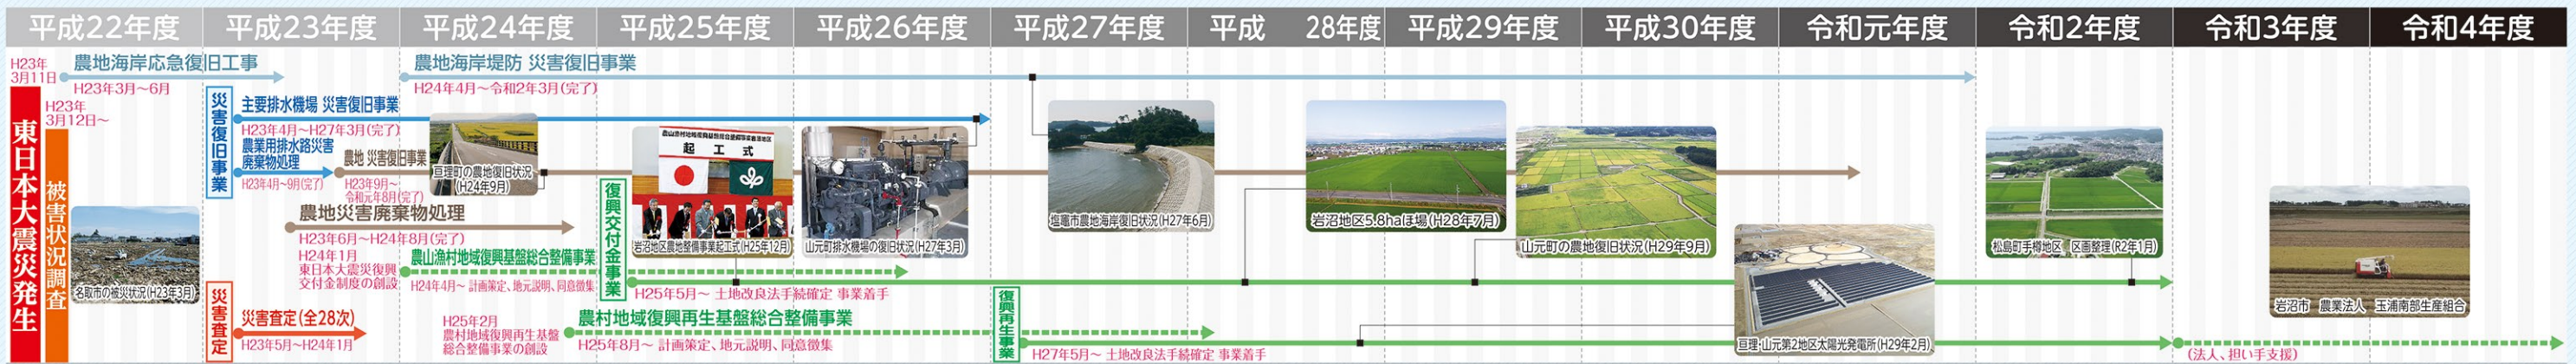 平成22年度
平成23年度
平成24年度
平成25年度
平成26年度
平成27年度
平成 28年度
平成29年度
平成30年度
令和元年度
令和2年度
令和3年度
令和4年度
H23年
3月11日
東日本大震災発生
農地海岸応急復旧工事
H23年3月～6月
H23年
3月12日～
被害状況調査
名取市の被災状況(H23年3月)
農地海岸堤防 災害復旧事業
H24年4月～令和2年3月(完了)
災害復旧事業
主要排水機場 災害復旧事業
H23年4月～H27年3月(完了)
農業用排水路災害
廃棄物処理
H23年4月～9月(完了)
農地 災害復旧事業
H23年9月～
令和元年8月(完了)
亘理町の農地復旧状況
(H24年9月)
農地災害廃棄物処理
H23年6月～H24年8月(完了)
H24年1月
東日本大震災復興
交付金制度の創設
農山漁村地域復興基盤総合整備事業
H24年4月～ 計画策定、地元説明、同意徴集
復興交付金事業
H25年5月～ 土地改良法手続確定 事業着手
農山漁村地域復興基盤総合整備事業岩沼地区
起 工 式
岩沼地区農地整備事業起工式(H25年12月)
山元町排水機場の復旧状況(H27年3月)
塩竈市農地海岸復旧状況(H27年6月)
岩沼地区5.8haほ場(H28年7月)
山元町の農地復旧状況(H29年9月)
亘理・山元第2地区太陽光発電所(H29年2月)
松島町手樽地区 区画整理(R2年1月)
岩沼市 農業法人 玉浦南部生産組合
災害査定
災害査定(全28次)
H23年5月～H24年1月
H25年2月
農村地域復興再生基盤
総合整備事業の創設
農村地域復興再生基盤総合整備事業
H25年8月～ 計画策定、地元説明、同意徴集
復興再生事業
H27年5月～ 土地改良法手続確定 事業着手
(法人、担い手支援)